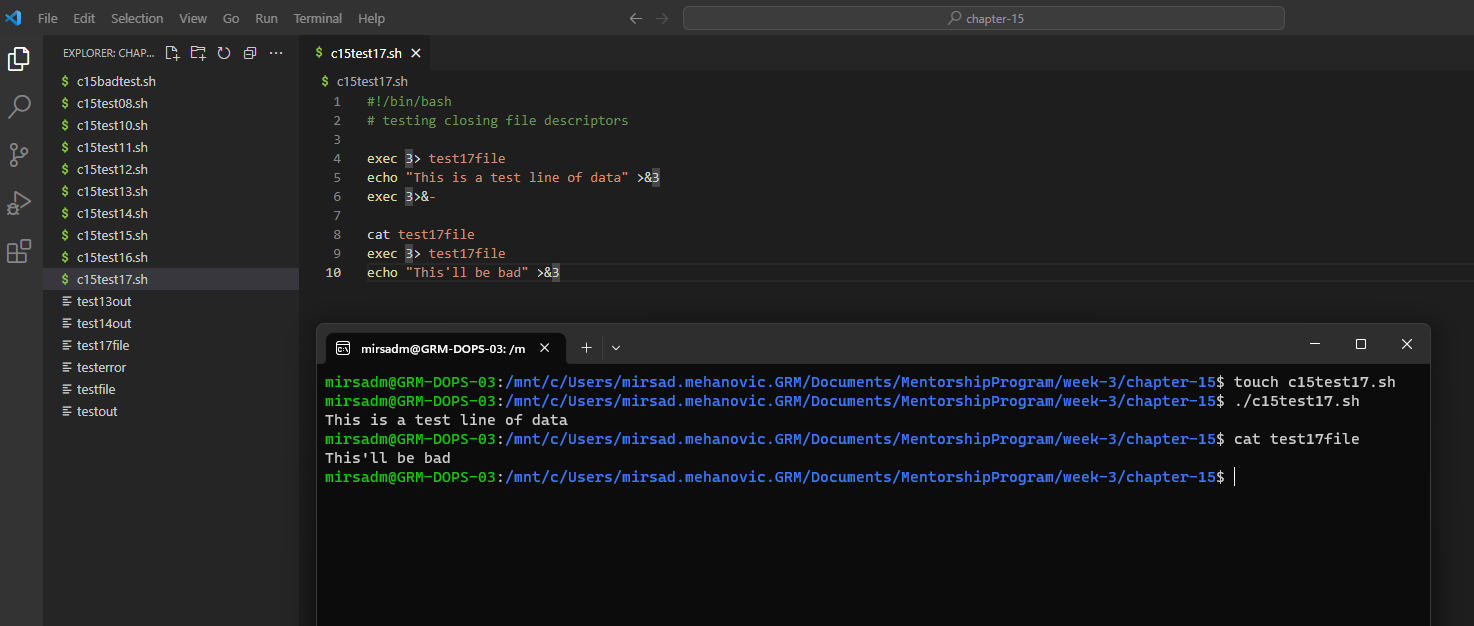 File Edit Selection View Go Run Terminal Help
chapter-15
EXPLORER: CHAP...
c15badtest.sh
c15test08.sh
c15test10.sh
c15test11.sh
c15test12.sh
c15test13.sh
c15test14.sh
c15test15.sh
c15test16.sh
c15test17.sh
test13out
test14out
test17file
testerror
testfile
testout
$ c15test17.sh
$ c15test17.sh
1 #!/bin/bash
2 # testing closing file descriptors
3
4 exec 3> test17file
5 echo "This is a test line of data" >&3
6 exec 3>&-
7
8 cat test17file
9 exec 3> test17file
10 echo "This'll be bad" >&3
mirsadm@GRM-DOPS-03: /m
mirsadm@GRM-DOPS-03:/mnt/c/Users/mirsad.mehanovic.GRM/Documents/MentorshipProgram/week-3/chapter-15$ touch c15test17.sh
mirsadm@GRM-DOPS-03:/mnt/c/Users/mirsad.mehanovic.GRM/Documents/MentorshipProgram/week-3/chapter-15$ ./c15test17.sh
This is a test line of data
mirsadm@GRM-DOPS-03:/mnt/c/Users/mirsad.mehanovic.GRM/Documents/MentorshipProgram/week-3/chapter-15$ cat test17file
This'll be bad
mirsadm@GRM-DOPS-03:/mnt/c/Users/mirsad.mehanovic.GRM/Documents/MentorshipProgram/week-3/chapter-15$